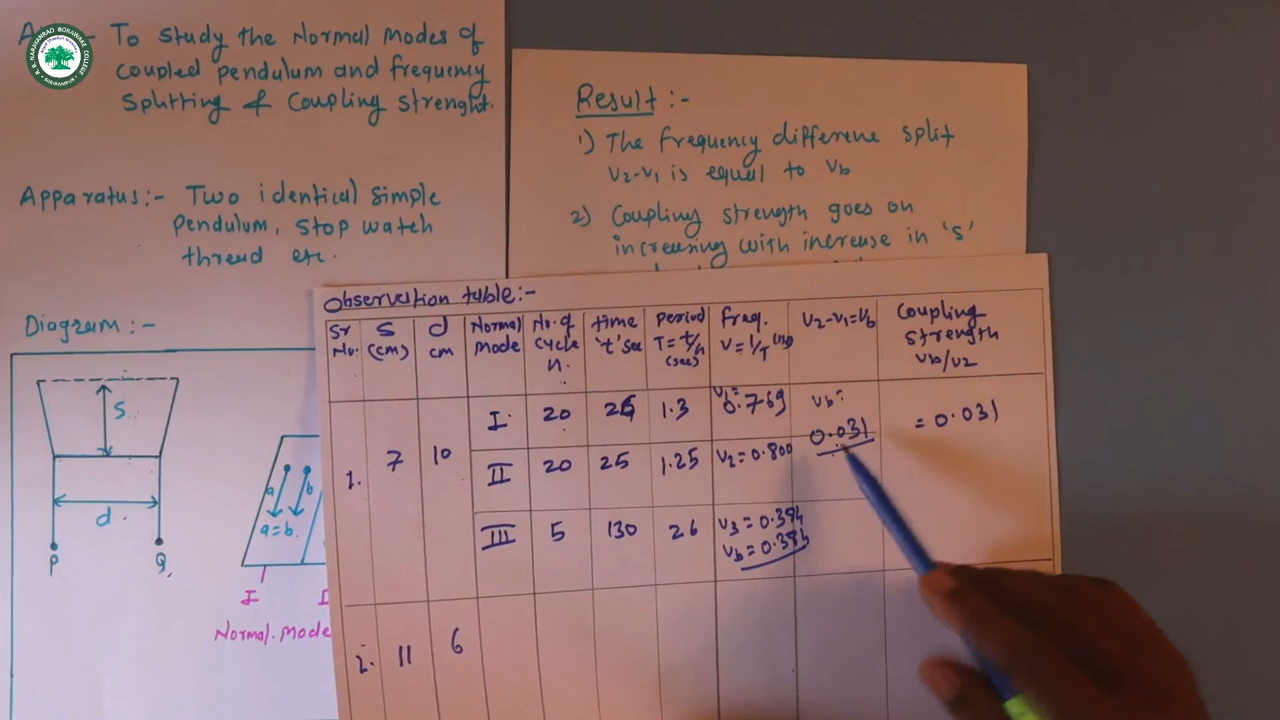 Aim:- To study the Normal modes of
coupled pendulum and frequency
splitting & coupling strenght.
Apparatus:- Two identical simple
pendulum, stop watch
thread etc.
Diagram:-
S
d
P
Q
a
b
a=b.
I
Normal. Mode
Result:-
1) The frequency difference split
V2-V1 is equal to Vb
2) Coupling strength goes on
increasing with increase in 's'
Observation table:-
Sr No. S (cm) d cm Normal mode No. of cycle n. time 't' sec period T = t/n (sec) freq. V = 1/T V2-V1=Vb Coupling strength Vb/V2
1. 7 10
I 20 26 1.3 V1= 0.769 Vb= 0.031 = 0.031
II 20 25 1.25 V2=0.800
III 5 130 26 V3=0.384
Vb=0.384
2. 11 6